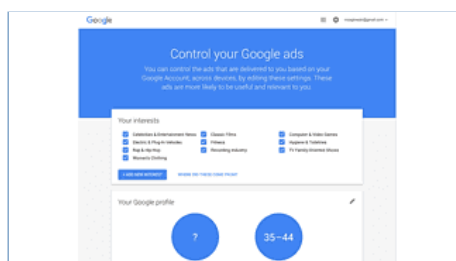 Google
Control your Google ads
You can control the ads that are delivered to you based on your
Google Account, across devices, by editing these settings. These
ads are more likely to be useful and relevant to you.
Your interests
Celebrities & Entertainment News Classic Films Computer & Video Games
Electric & Plug-In Vehicles Fitness Hygiene & Toiletries
Rap & Hip-Hop Recording Industry TV Family-Oriented Shows
Women's Clothing
+ ADD NEW INTEREST WHERE DID THESE COME FROM?
Your Google profile
? 35–44